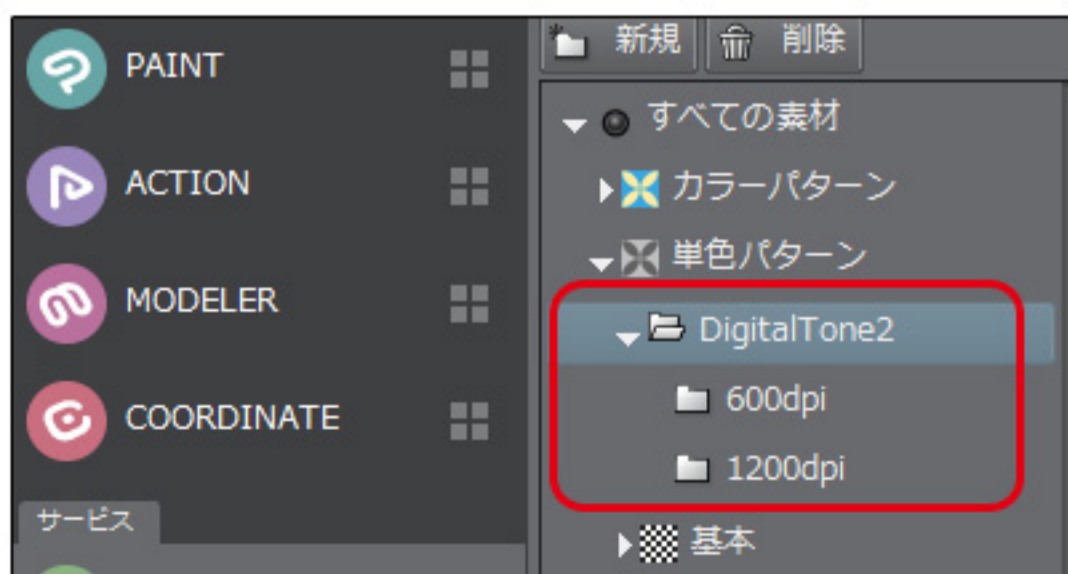 PAINT
ACTION
MODELER
COORDINATE
サービス
新規 削除
すべての素材
カラーパターン
単色パターン
DigitalTone2
600dpi
1200dpi
基本